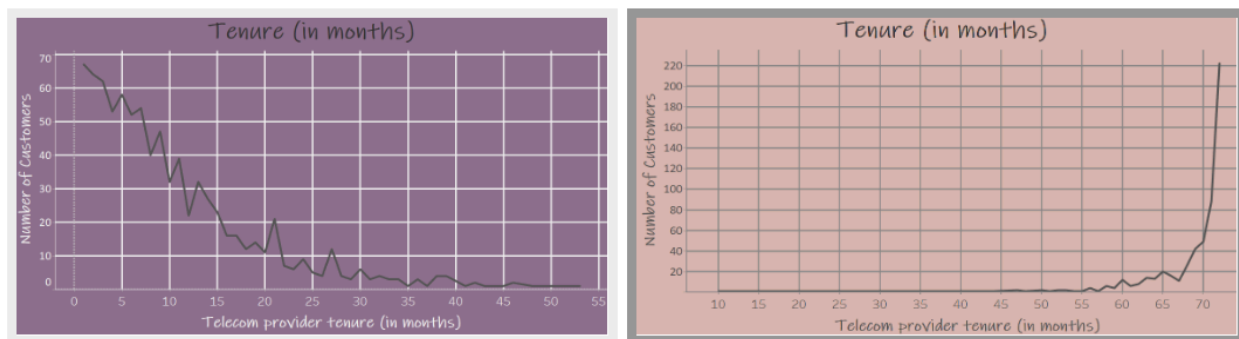 Tenure (in months)
70
60
50
40
30
20
10
0
Number of Customers
0 5 10 15 20 25 30 35 40 45 50 55
Telecom provider tenure (in months)
Tenure (in months)
220
200
180
160
140
120
100
80
60
40
20
Number of Customers
10 15 20 25 30 35 40 45 50 55 60 65 70
Telecom provider tenure (in months)